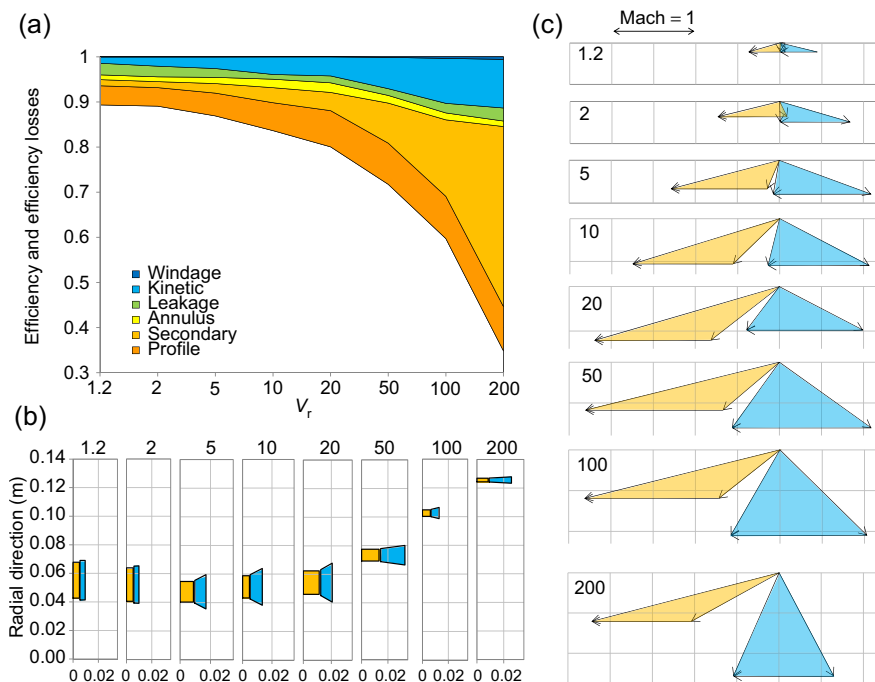 (a)
1
0.9
0.8
0.7
0.6
0.5
0.4
0.3
Efficiency and efficiency losses
Windage
Kinetic
Leakage
Annulus
Secondary
Profile
1.2 2 5 10 20 50 100 200
Vr
(b)
1.2 2 5 10 20 50 100 200
0.14
0.12
0.10
0.08
0.06
0.04
0.02
0.00
Radial direction (m)
0 0.02 0 0.02 0 0.02 0 0.02 0 0.02 0 0.02 0 0.02 0 0.02
(c)
Mach = 1
1.2
2
5
10
20
50
100
200